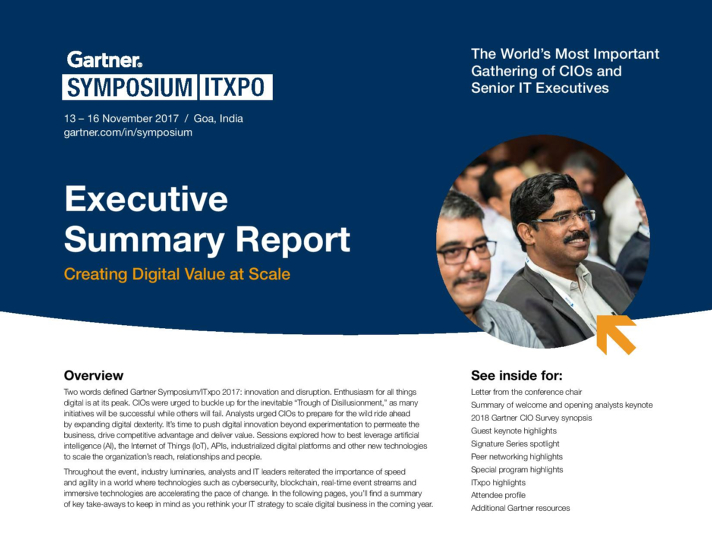 Gartner®
SYMPOSIUM ITXPO
13 – 16 November 2017 / Goa, India
gartner.com/in/symposium
The World's Most Important
Gathering of CIOs and
Senior IT Executives
Executive
Summary Report
Creating Digital Value at Scale
Overview
Two words defined Gartner Symposium/ITxpo 2017: innovation and disruption. Enthusiasm for all things
digital is at its peak. CIOs were urged to buckle up for the inevitable “Trough of Disillusionment,” as many
initiatives will be successful while others will fail. Analysts urged CIOs to prepare for the wild ride ahead
by expanding digital dexterity. It's time to push digital innovation beyond experimentation to permeate the
business, drive competitive advantage and deliver value. Sessions explored how to best leverage artificial
intelligence (AI), the Internet of Things (IoT), APIs, industrialized digital platforms and other new technologies
to scale the organization's reach, relationships and people.
Throughout the event, industry luminaries, analysts and IT leaders reiterated the importance of speed
and agility in a world where technologies such as cybersecurity, blockchain, real-time event streams and
immersive technologies are accelerating the pace of change. In the following pages, you'll find a summary
of key take-aways to keep in mind as you rethink your IT strategy to scale digital business in the coming year.
See inside for:
Letter from the conference chair
Summary of welcome and opening analysts keynote
2018 Gartner CIO Survey synopsis
Guest keynote highlights
Signature Series spotlight
Peer networking highlights
Special program highlights
ITxpo highlights
Attendee profile
Additional Gartner resources